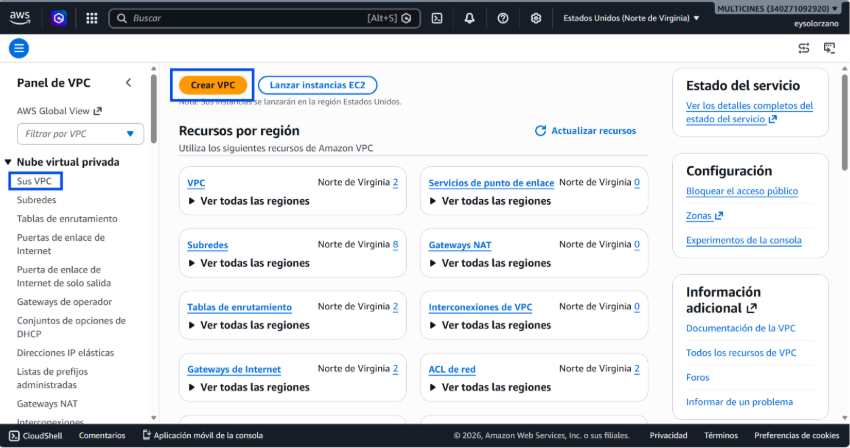 aws
Buscar
[Alt+S]
Estados Unidos (Norte de Virginia) ▼
MULTICINES (340271092920) ▼
eysolorzano
Panel de VPC
AWS Global View
Filtrar por VPC
Nube virtual privada
Sus VPC
Subredes
Tablas de enrutamiento
Puertas de enlace de
Internet
Puerta de enlace de
Internet de solo salida
Gateways de operador
Conjuntos de opciones de
DHCP
Direcciones IP elásticas
Listas de prefijos
administradas
Gateways NAT
Interconexiones
Crear VPC
Lanzar instancias EC2
Nota: Sus instancias se lanzarán en la región Estados Unidos.
Recursos por región
Actualizar recursos
Utiliza los siguientes recursos de Amazon VPC
VPC Norte de Virginia 2
▶ Ver todas las regiones
Servicios de punto de enlace Norte de Virginia 0
▶ Ver todas las regiones
Subredes Norte de Virginia 8
▶ Ver todas las regiones
Gateways NAT Norte de Virginia 0
▶ Ver todas las regiones
Tablas de enrutamiento Norte de Virginia 2
▶ Ver todas las regiones
Interconexiones de VPC Norte de Virginia 0
▶ Ver todas las regiones
Gateways de Internet Norte de Virginia 2
▶ Ver todas las regiones
ACL de red Norte de Virginia 2
▶ Ver todas las regiones
Estado del servicio
Ver los detalles completos del
estado del servicio
Configuración
Bloquear el acceso público
Zonas
Experimentos de la consola
Información
adicional
Documentación de la VPC
Todos los recursos de VPC
Foros
Informar de un problema
CloudShell Comentarios Aplicación móvil de la consola © 2026, Amazon Web Services, Inc. o sus filiales. Privacidad Términos Preferencias de cookies